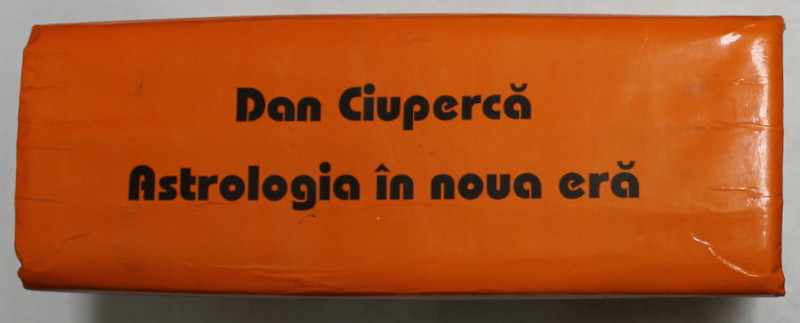 Dan Ciupercă
Astrologia în noua eră